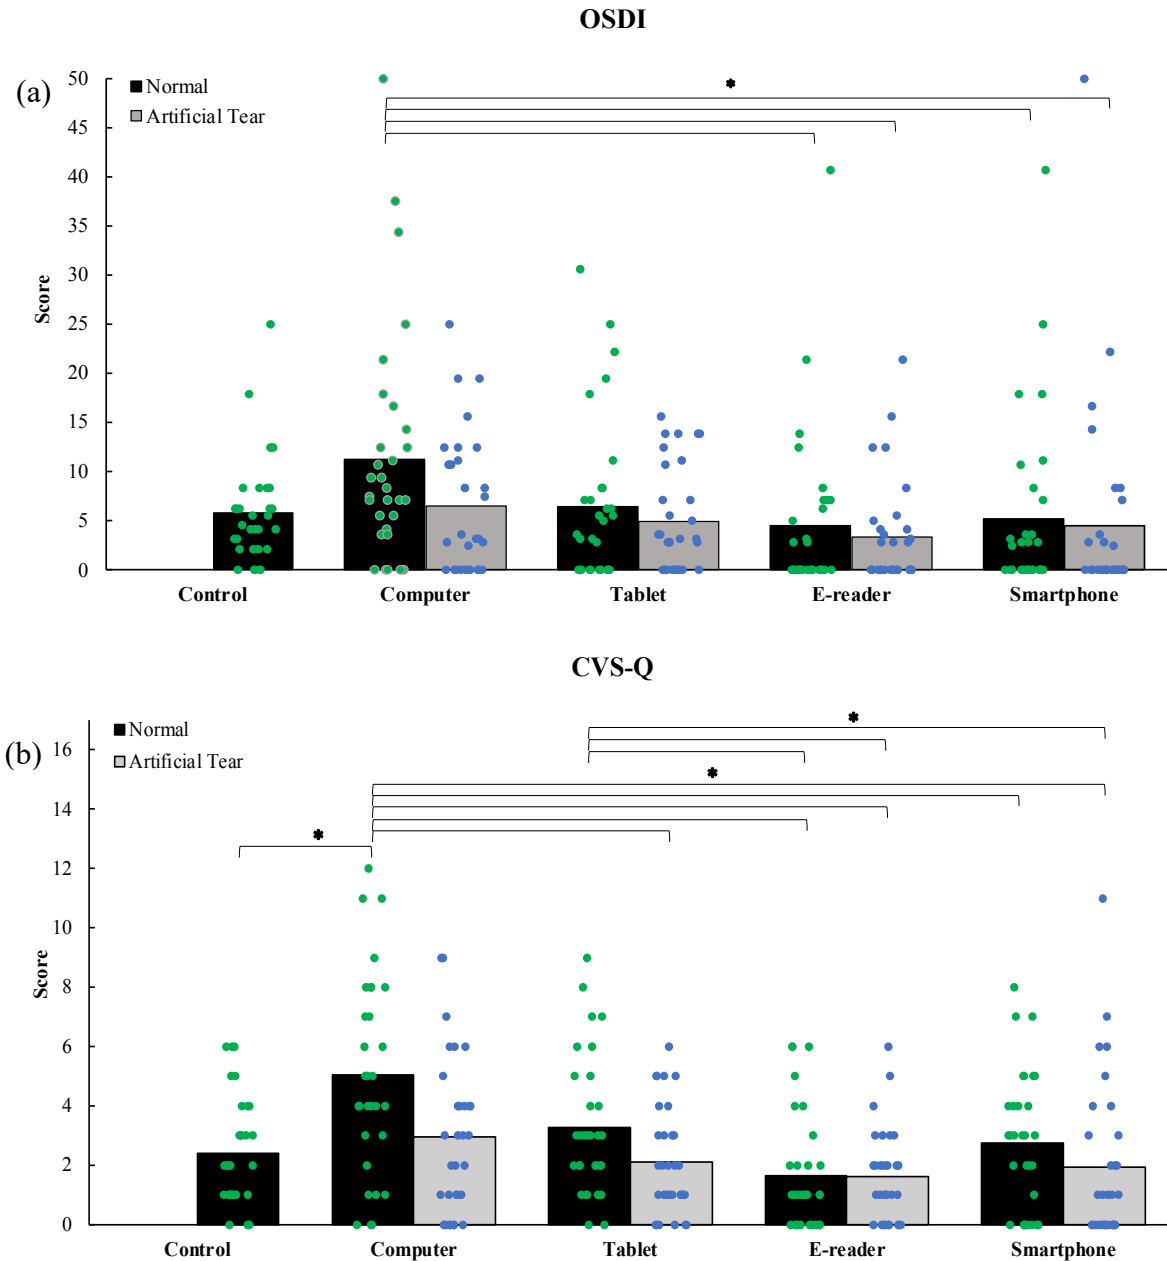 OSDI
(a)
Normal
Artificial Tear
*
50
45
40
35
30
25
20
15
10
5
0
Score
Control Computer Tablet E-reader Smartphone
CVS-Q
(b)
Normal
Artificial Tear
*
*
*
16
14
12
10
8
6
4
2
0
Score
Control Computer Tablet E-reader Smartphone